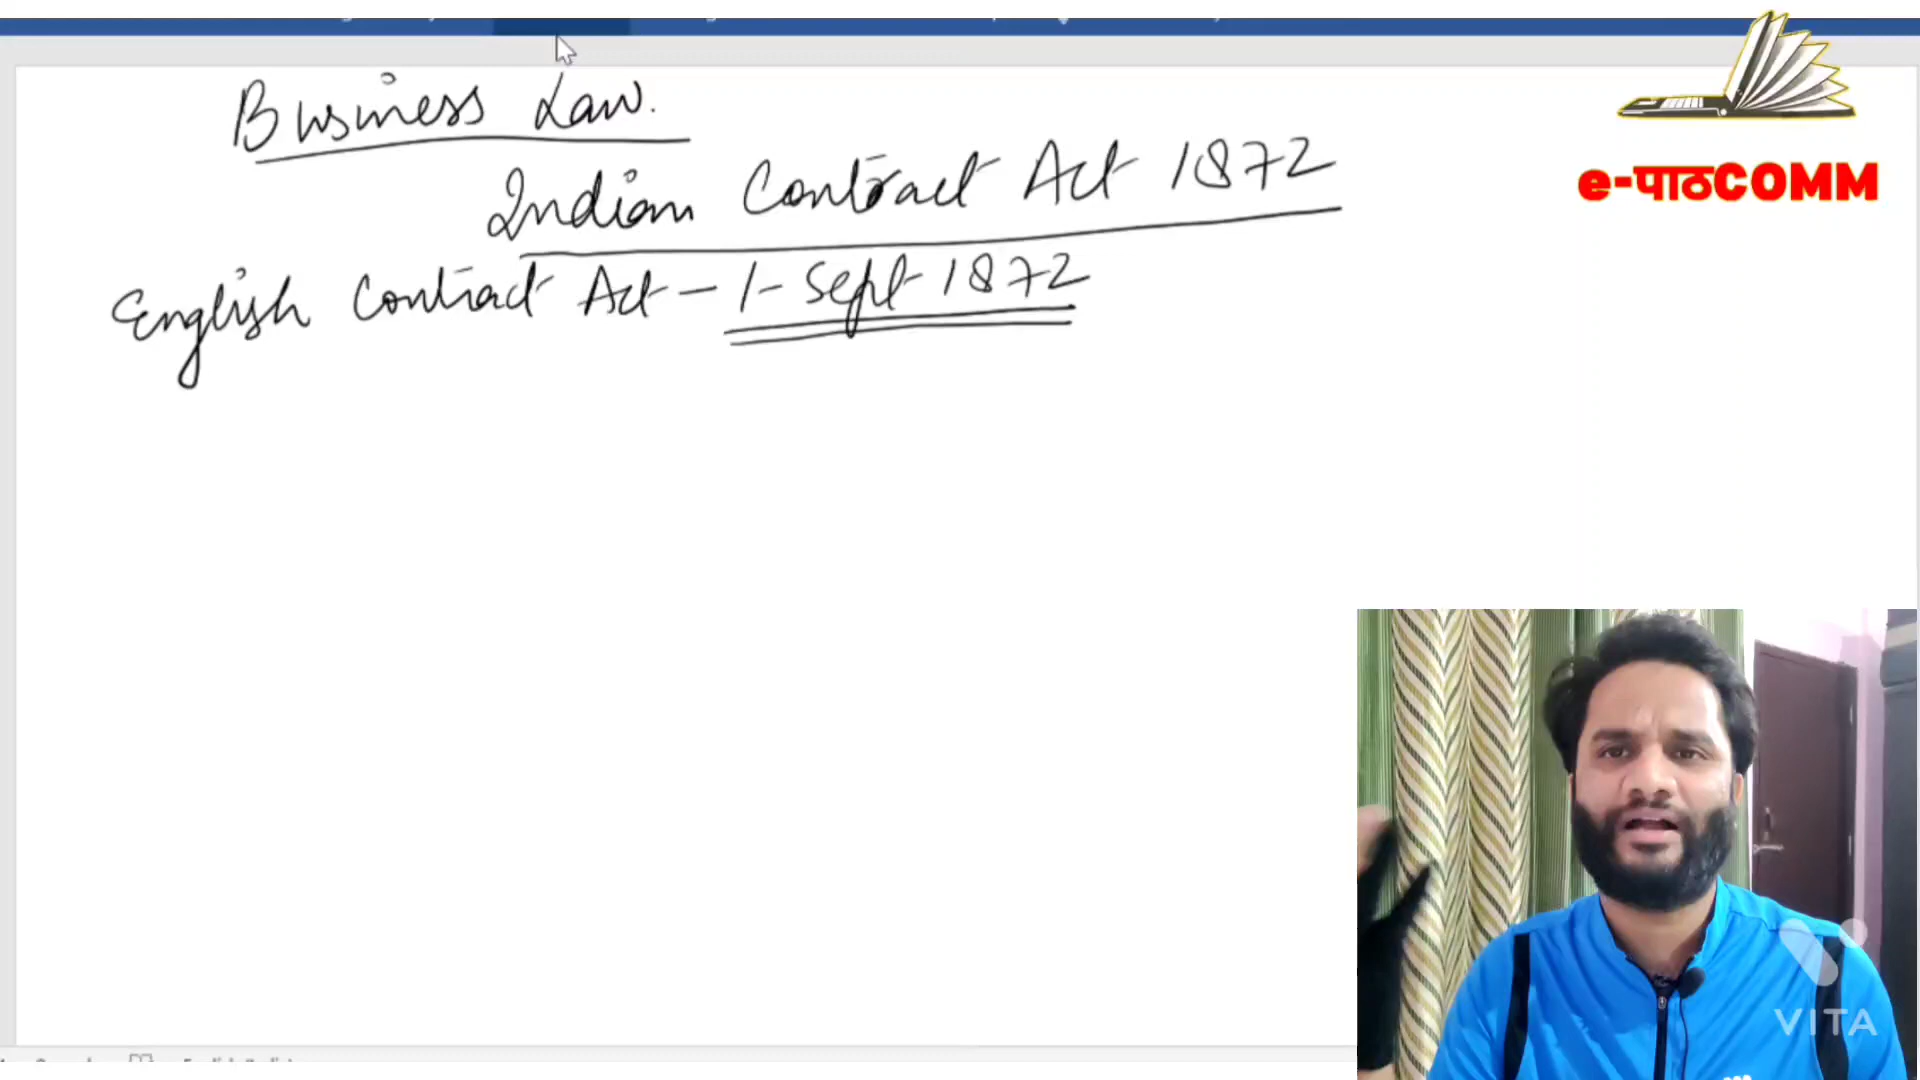 Business Law.
Indian Contract Act 1872
English Contract Act - 1 - Sept 1872
e-पाठCOMM
VITA